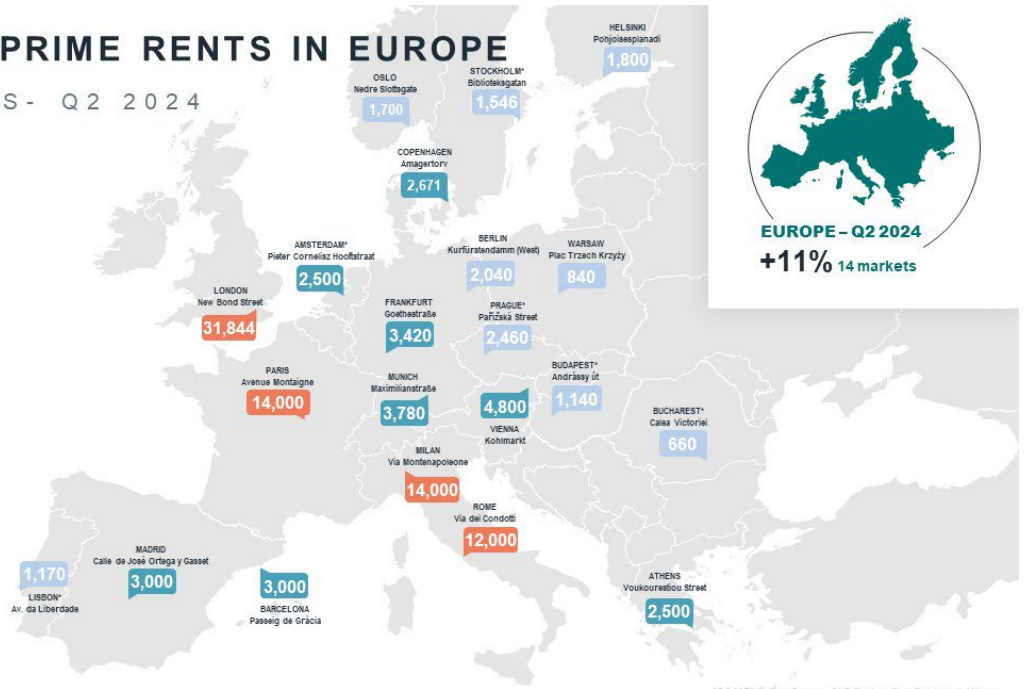 PRIME RENTS IN EUROPE
S - Q2 2024
HELSINKI
Pohjoisesplanadi
1,800
OSLO
Nedre Slottsgate
1,700
STOCKHOLM*
Biblioteksgatan
1,546
COPENHAGEN
Amagertorv
2,671
EUROPE – Q2 2024
+11% 14 markets
AMSTERDAM*
Pieter Cornelisz Hooftstraat
2,500
BERLIN
Kurfürstendamm (West)
2,040
WARSAW
Plac Trzech Krzyży
840
LONDON
New Bond Street
31,844
FRANKFURT
Goethestraße
3,420
PRAGUE*
Pařížská Street
2,460
PARIS
Avenue Montaigne
14,000
MUNICH
Maximilianstraße
3,780
4,800
VIENNA
Kohlmarkt
BUDAPEST*
Andrássy út
1,140
BUCHAREST*
Calea Victoriei
660
MILAN
Via Montenapoleone
14,000
ROME
Via dei Condotti
12,000
MADRID
Calle de José Ortega y Gasset
3,000
1,170
LISBON*
Av. da Liberdade
3,000
BARCELONA
Passeig de Gràcia
ATHENS
Voukourestiou Street
2,500